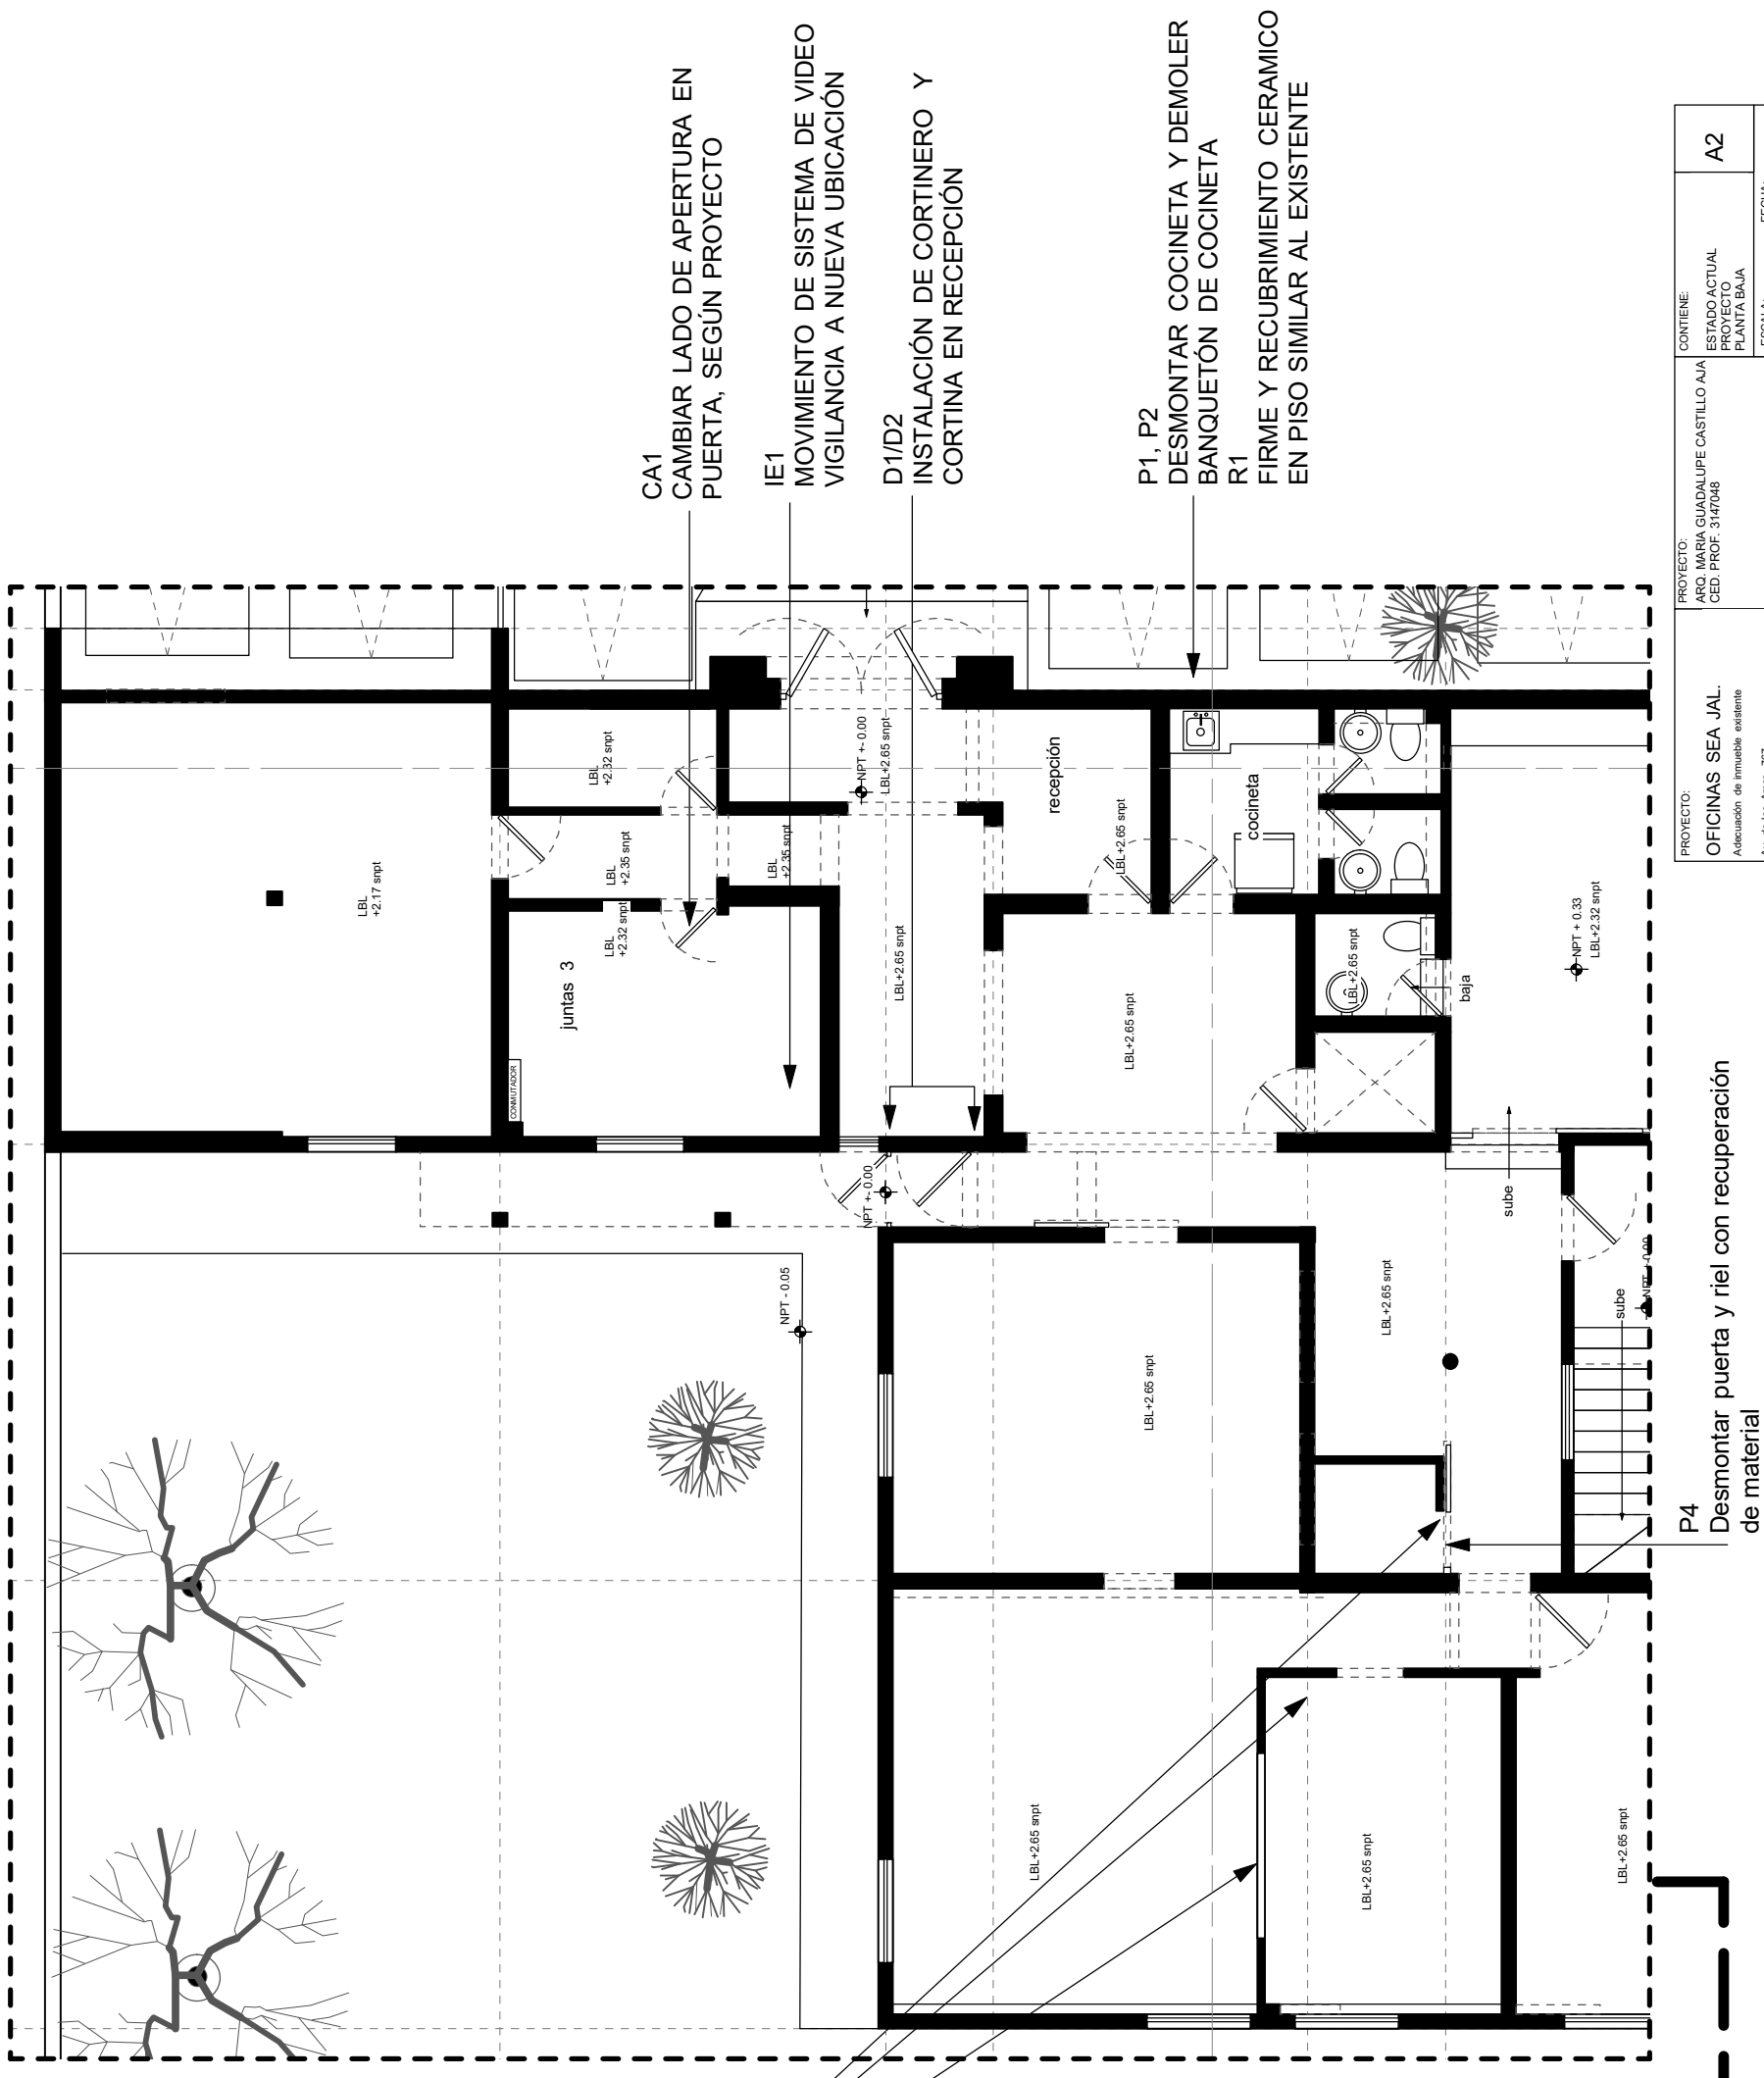 CA1
CAMBIAR LADO DE APERTURA EN
PUERTA, SEGÚN PROYECTO
IE1
MOVIMIENTO DE SISTEMA DE VIDEO
VIGILANCIA A NUEVA UBICACIÓN
D1/D2
INSTALACIÓN DE CORTINERO Y
CORTINA EN RECEPCIÓN
P1, P2
DESMONTAR COCINETA Y DEMOLER
BANQUETÓN DE COCINETA
R1
FIRME Y RECUBRIMIENTO CERAMICO
EN PISO SIMILAR AL EXISTENTE
LBL
+2.17 snpt
LBL
+2.32 snpt
LBL
+2.35 snpt
LBL
+2.35 snpt
LBL
+2.32 snpt
juntas 3
CONMUTADOR
NPT +- 0.00
LBL+2.65 snpt
recepción
LBL+2.65 snpt
cocineta
LBL+2.65 snpt
LBL+2.65 snpt
LBL+2.65 snpt
baja
NPT + 0.33
LBL+2.32 snpt
NPT +- 0.00
sube
NPT - 0.05
LBL+2.65 snpt
LBL+2.65 snpt
sube
NPT +- 0.00
LBL+2.65 snpt
LBL+2.65 snpt
LBL+2.65 snpt
P4
Desmontar puerta y riel con recuperación
de material
PROYECTO:
OFICINAS SEA JAL.
Adecuación de inmueble existente
PROYECTO:
ARQ. MARIA GUADALUPE CASTILLO AJA
CED. PROF. 3147048
CONTIENE:
ESTADO ACTUAL
PROYECTO
PLANTA BAJA
A2
ESCALA:
FECHA: